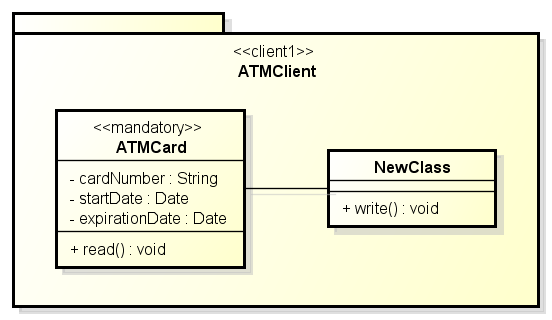 <<client1>>
ATMClient
<<mandatory>>
ATMCard
- cardNumber : String
- startDate : Date
- expirationDate : Date
+ read() : void
NewClass
+ write() : void